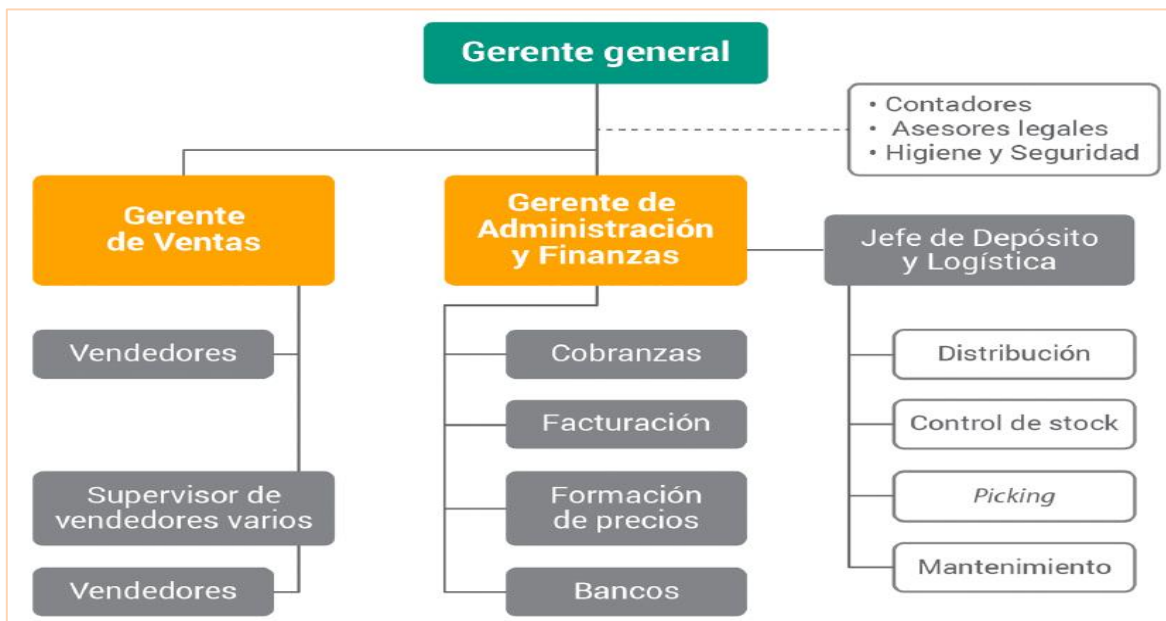 Gerente general
• Contadores
• Asesores legales
• Higiene y Seguridad
Gerente
de Ventas
Gerente de
Administración
y Finanzas
Jefe de Depósito
y Logística
Vendedores
Cobranzas
Distribución
Facturación
Control de stock
Supervisor de
vendedores varios
Formación
de precios
Picking
Vendedores
Bancos
Mantenimiento